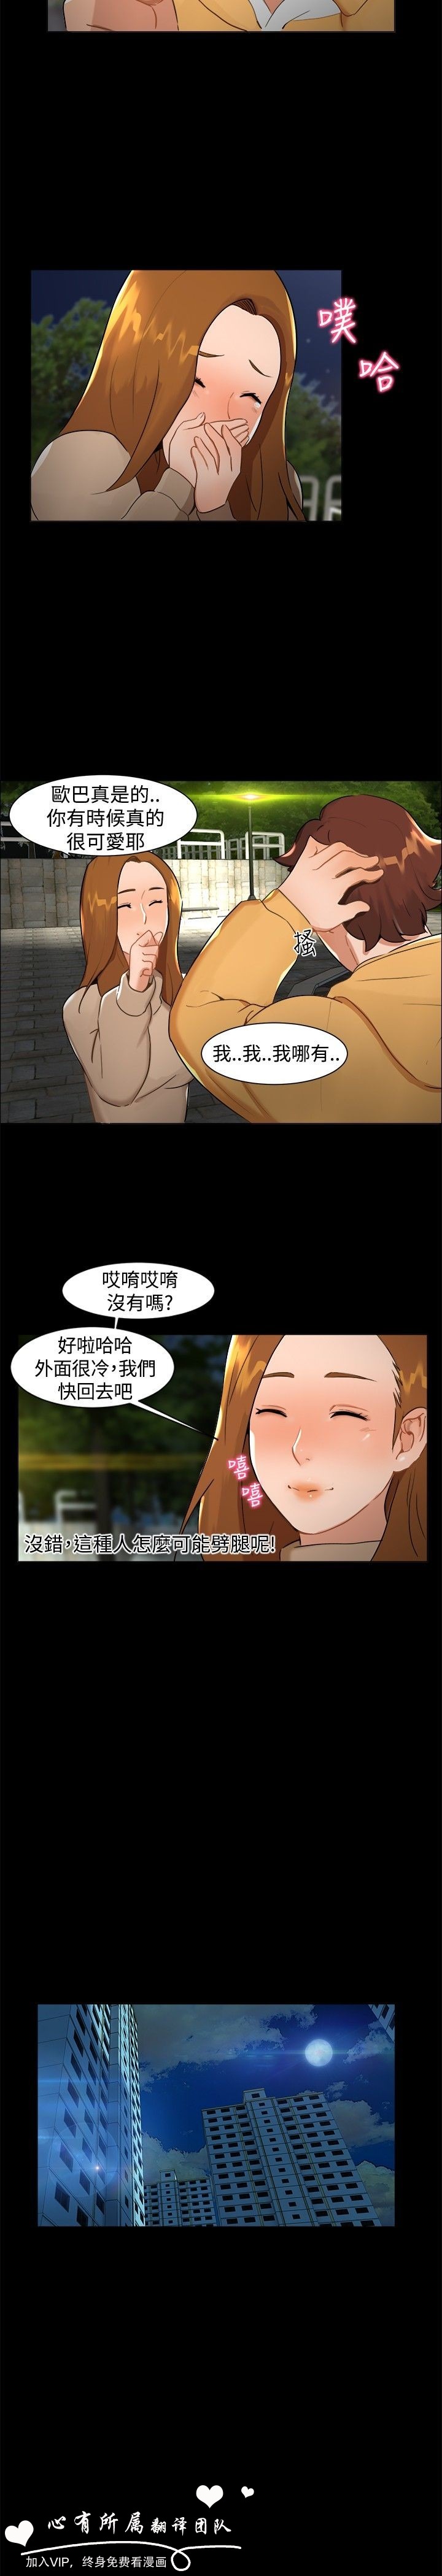 噗
哈
歐巴真是的..
你有時候真的
很可愛耶
搔
我..我..我哪有..
哎唷哎唷
沒有嗎?
好啦哈哈
外面很冷,我們
快回去吧
嘻
嘻
沒錯,這種人怎麼可能劈腿呢!
心有所属翻译团队
加入VIP，终身免费看漫画